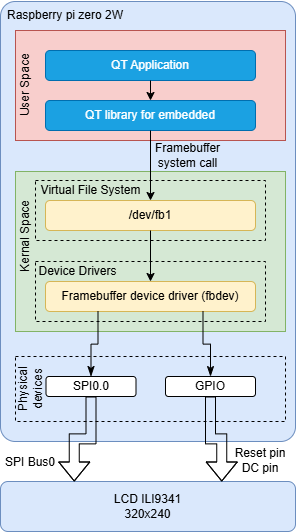 Raspberry pi zero 2W
User Space
QT Application
QT library for embedded
Framebuffer
system call
Kernal Space
Virtual File System
/dev/fb1
Device Drivers
Framebuffer device driver (fbdev)
Physical
devices
SPI0.0
GPIO
SPI Bus0
Reset pin
DC pin
LCD ILI9341
320x240